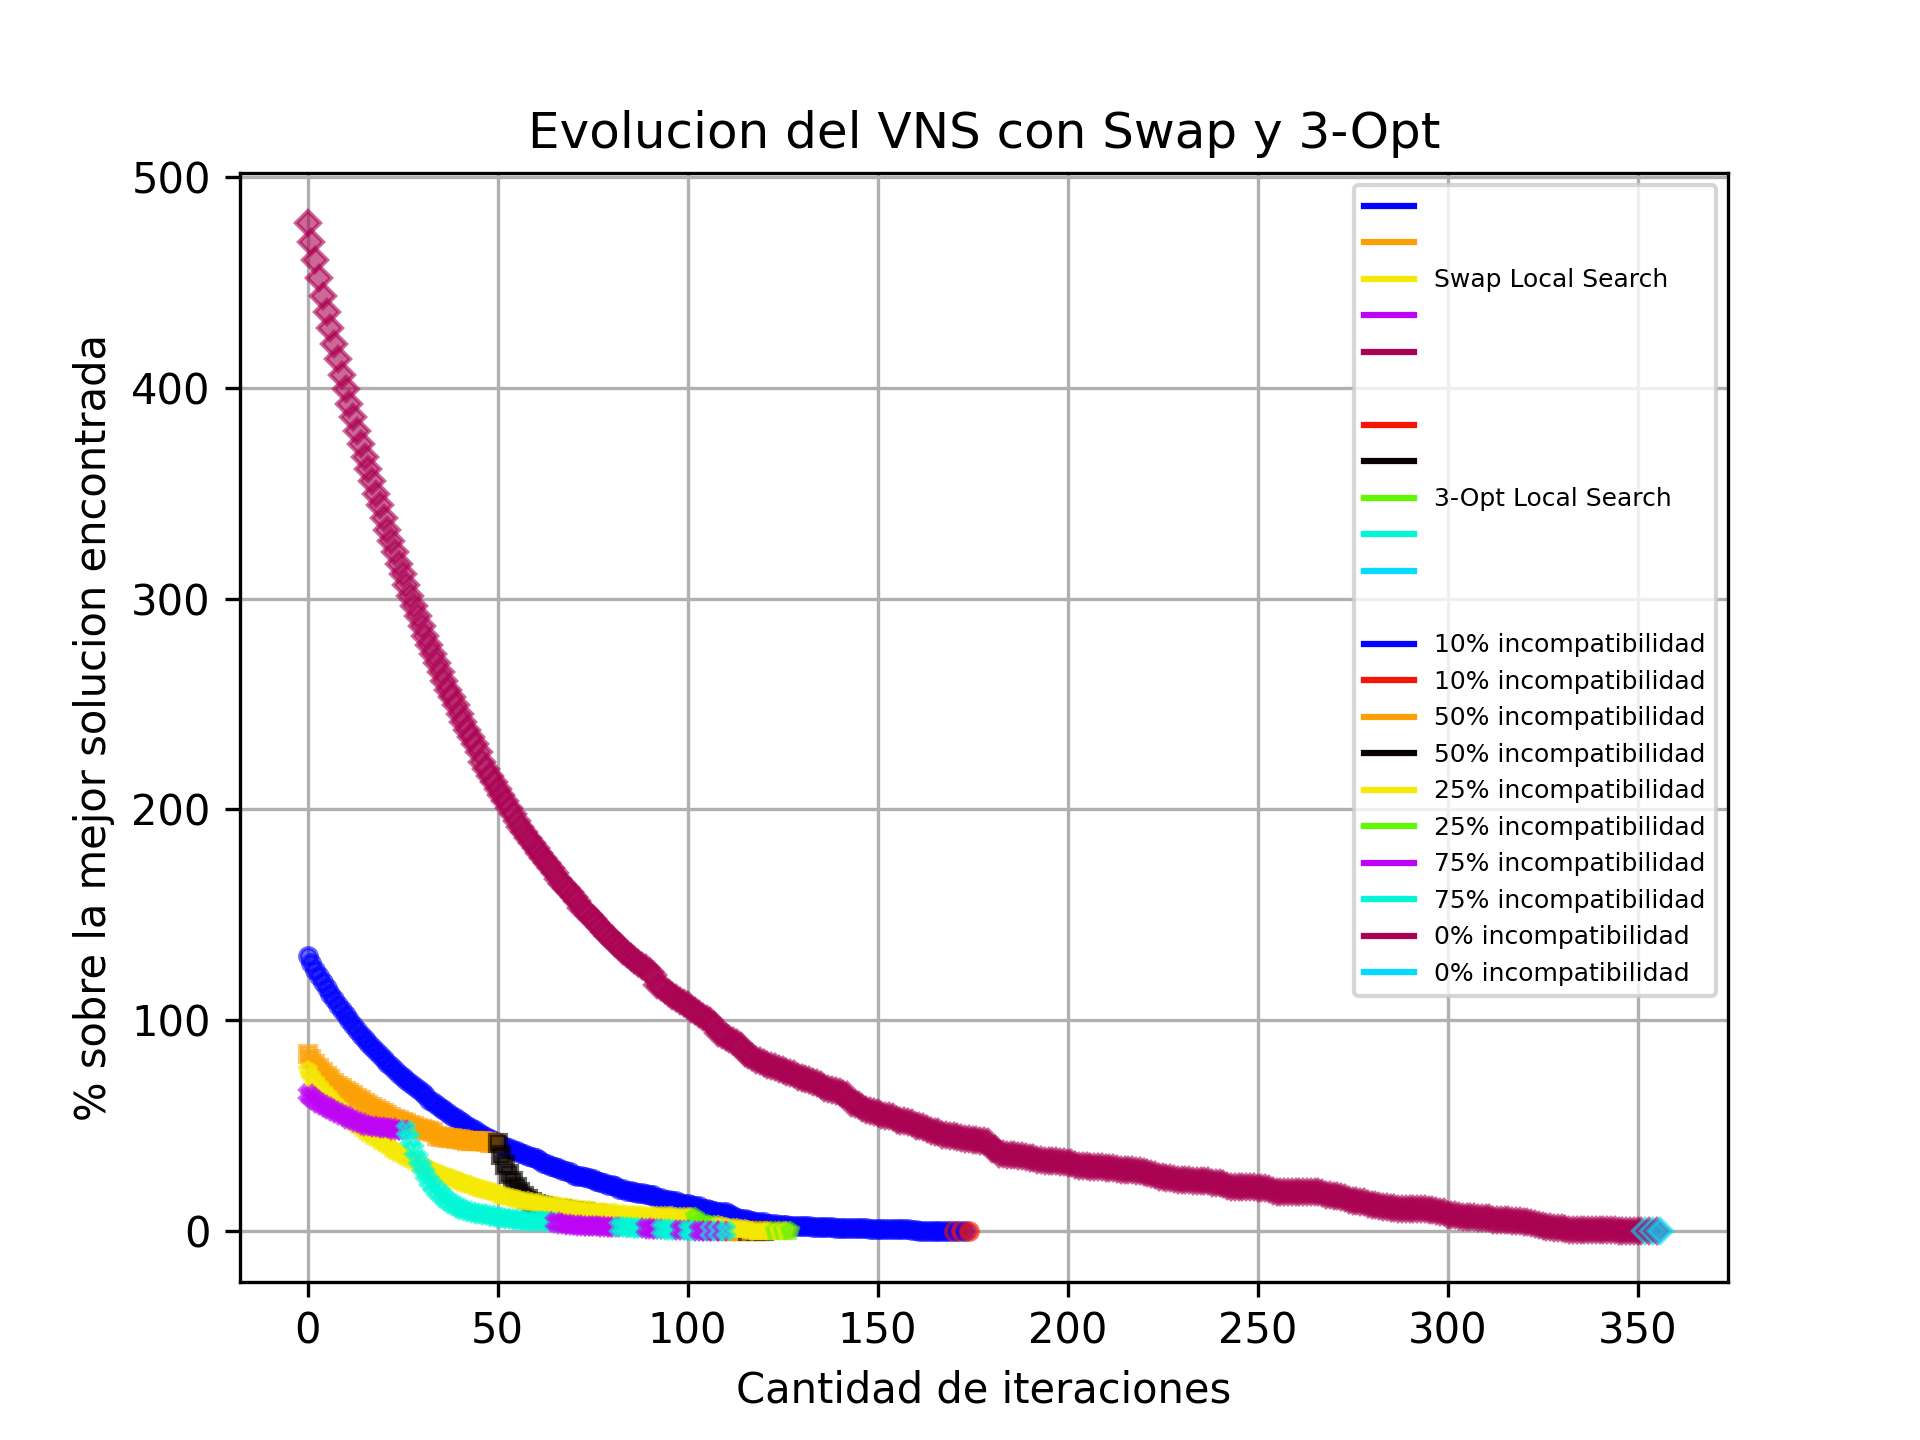 Evolucion del VNS con Swap y 3-Opt
% sobre la mejor solucion encontrada
500
400
300
200
100
0
Swap Local Search
3-Opt Local Search
10% incompatibilidad
10% incompatibilidad
50% incompatibilidad
50% incompatibilidad
25% incompatibilidad
25% incompatibilidad
75% incompatibilidad
75% incompatibilidad
0% incompatibilidad
0% incompatibilidad
0 50 100 150 200 250 300 350
Cantidad de iteraciones